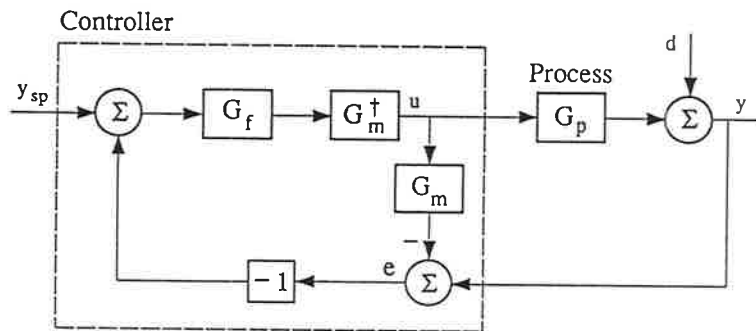 Controller
d
y_sp
Process
y
Σ
G_f
G_m^†
u
G_p
Σ
G_m
−
− 1
e
Σ